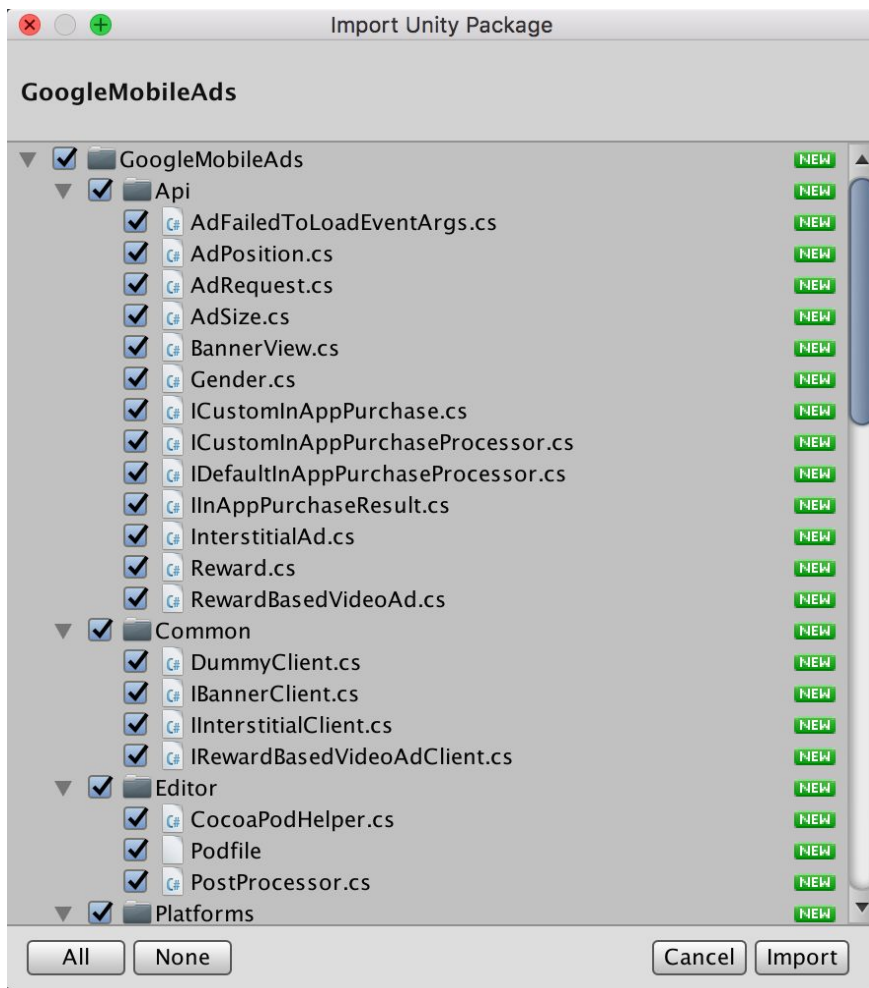 Import Unity Package
GoogleMobileAds
GoogleMobileAds NEW
Api NEW
C# AdFailedToLoadEventArgs.cs NEW
C# AdPosition.cs NEW
C# AdRequest.cs NEW
C# AdSize.cs NEW
C# BannerView.cs NEW
C# Gender.cs NEW
C# ICustomInAppPurchase.cs NEW
C# ICustomInAppPurchaseProcessor.cs NEW
C# IDefaultInAppPurchaseProcessor.cs NEW
C# IInAppPurchaseResult.cs NEW
C# InterstitialAd.cs NEW
C# Reward.cs NEW
C# RewardBasedVideoAd.cs NEW
Common NEW
C# DummyClient.cs NEW
C# IBannerClient.cs NEW
C# IInterstitialClient.cs NEW
C# IRewardBasedVideoAdClient.cs NEW
Editor NEW
C# CocoaPodHelper.cs NEW
Podfile NEW
C# PostProcessor.cs NEW
Platforms NEW
All None Cancel Import